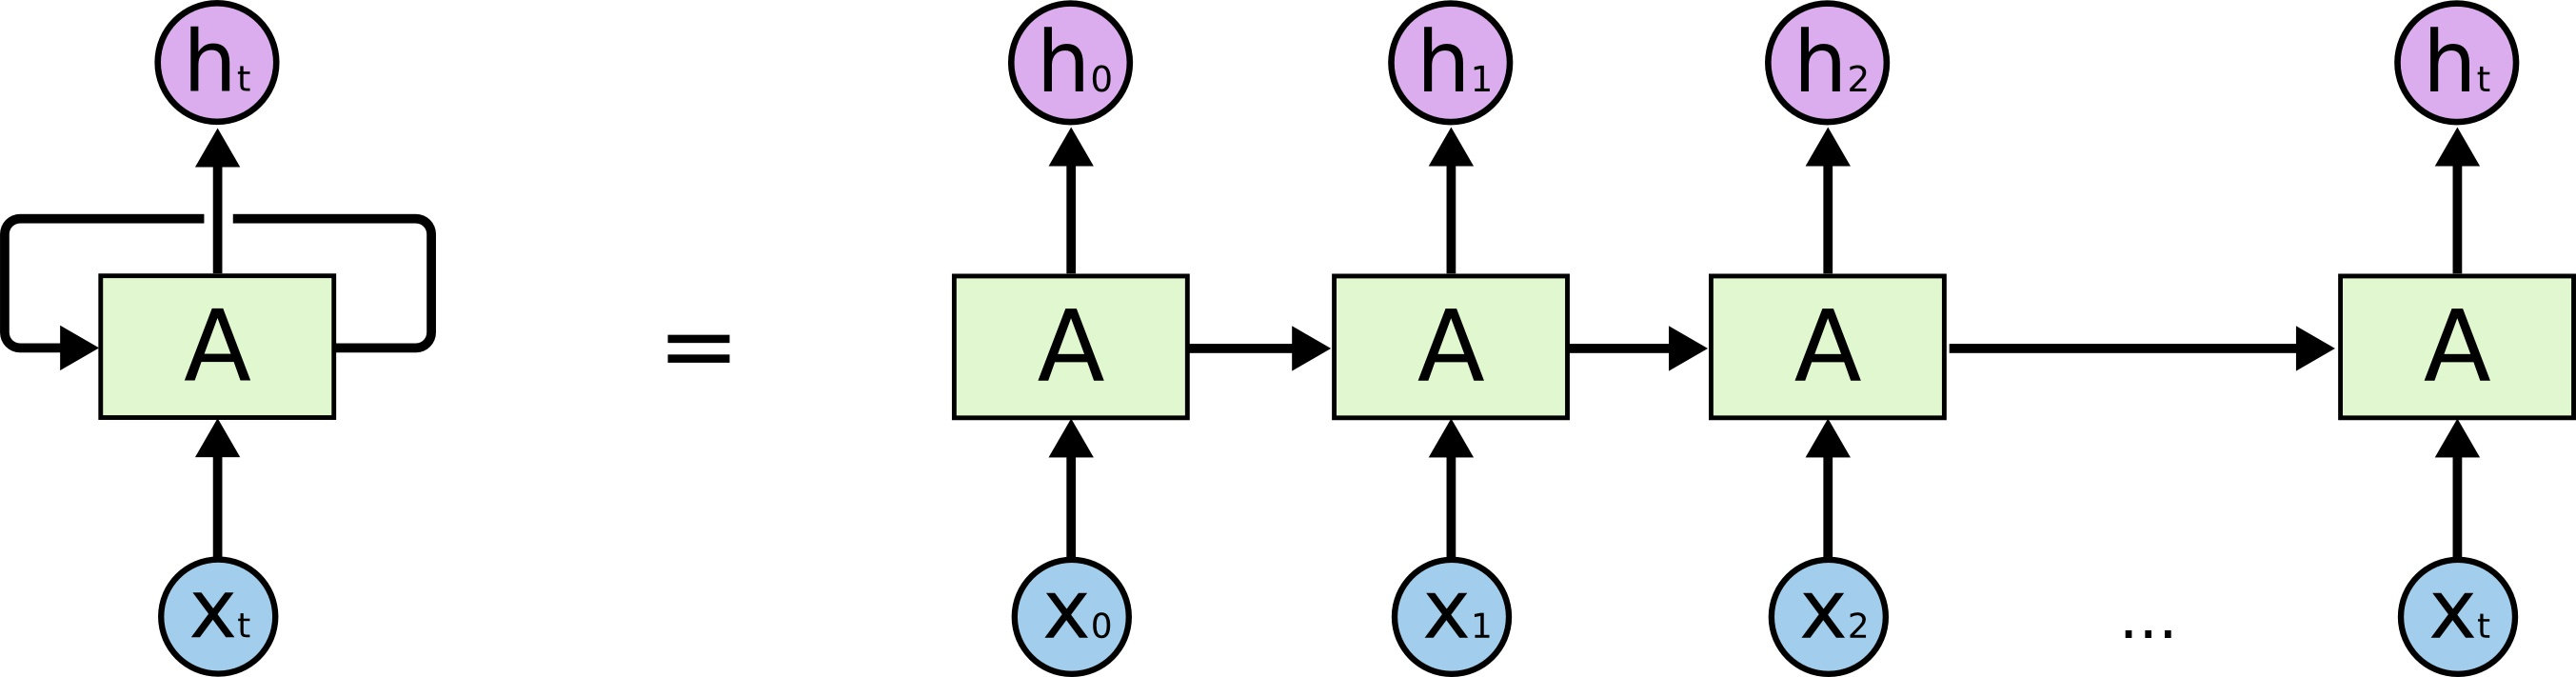 ht h0 h1 h2 ht
A = A A A A
xt x0 x1 x2 ... xt